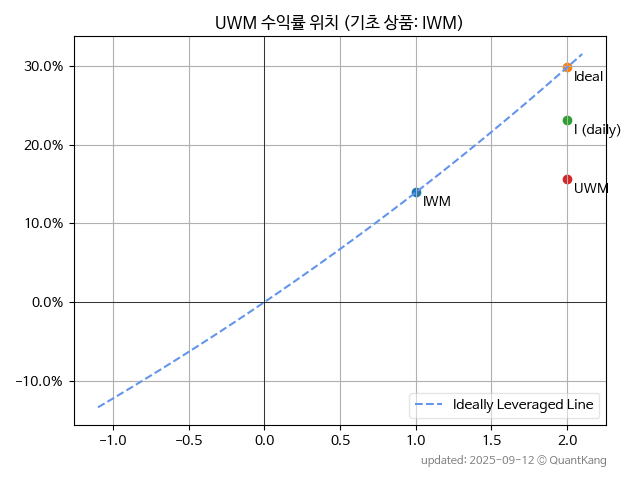 UWM 수익률 위치 (기초 상품: IWM)
30.0%
20.0%
10.0%
0.0%
−10.0%
Ideal
I (daily)
UWM
IWM
Ideally Leveraged Line
−1.0 −0.5 0.0 0.5 1.0 1.5 2.0
updated: 2025-09-12 © QuantKang